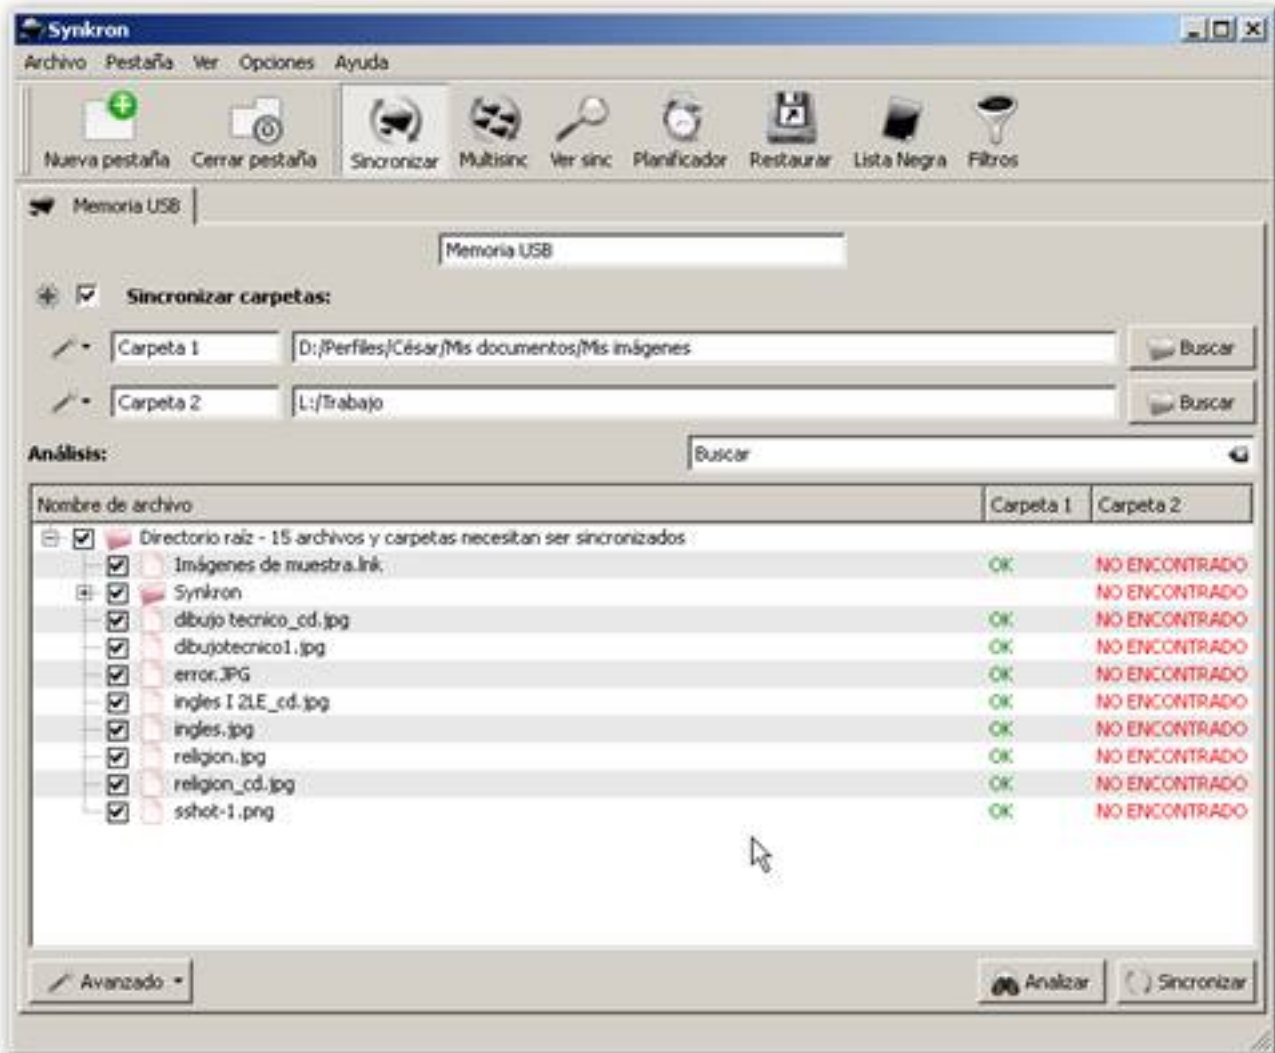 Synkron
Archivo Pestaña Ver Opciones Ayuda
Nueva pestaña Cerrar pestaña Sincronizar Multisinc Ver sinc Planificador Restaurar Lista Negra Filtros
Memoria USB
Memoria USB
Sincronizar carpetas:
Carpeta 1 D:/Perfiles/César/Mis documentos/Mis imágenes Buscar
Carpeta 2 L:/Trabajo Buscar
Análisis: Buscar
Nombre de archivo Carpeta 1 Carpeta 2
Directorio raíz - 15 archivos y carpetas necesitan ser sincronizados
Imágenes de muestra.lnk OK NO ENCONTRADO
Synkron NO ENCONTRADO
dibujo tecnico_cd.jpg OK NO ENCONTRADO
dibujotecnico1.jpg OK NO ENCONTRADO
error.JPG OK NO ENCONTRADO
ingles I 2LE_cd.jpg OK NO ENCONTRADO
ingles.jpg OK NO ENCONTRADO
religion.jpg OK NO ENCONTRADO
religion_cd.jpg OK NO ENCONTRADO
sshot-1.png OK NO ENCONTRADO
Avanzado Analizar Sincronizar